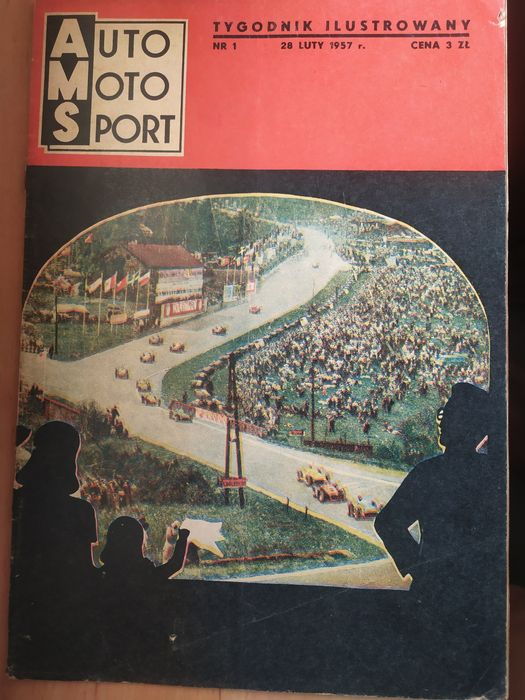 AUTO
MOTO
SPORT
TYGODNIK ILUSTROWANY
NR 1 28 LUTY 1957 r. CENA 3 ZŁ